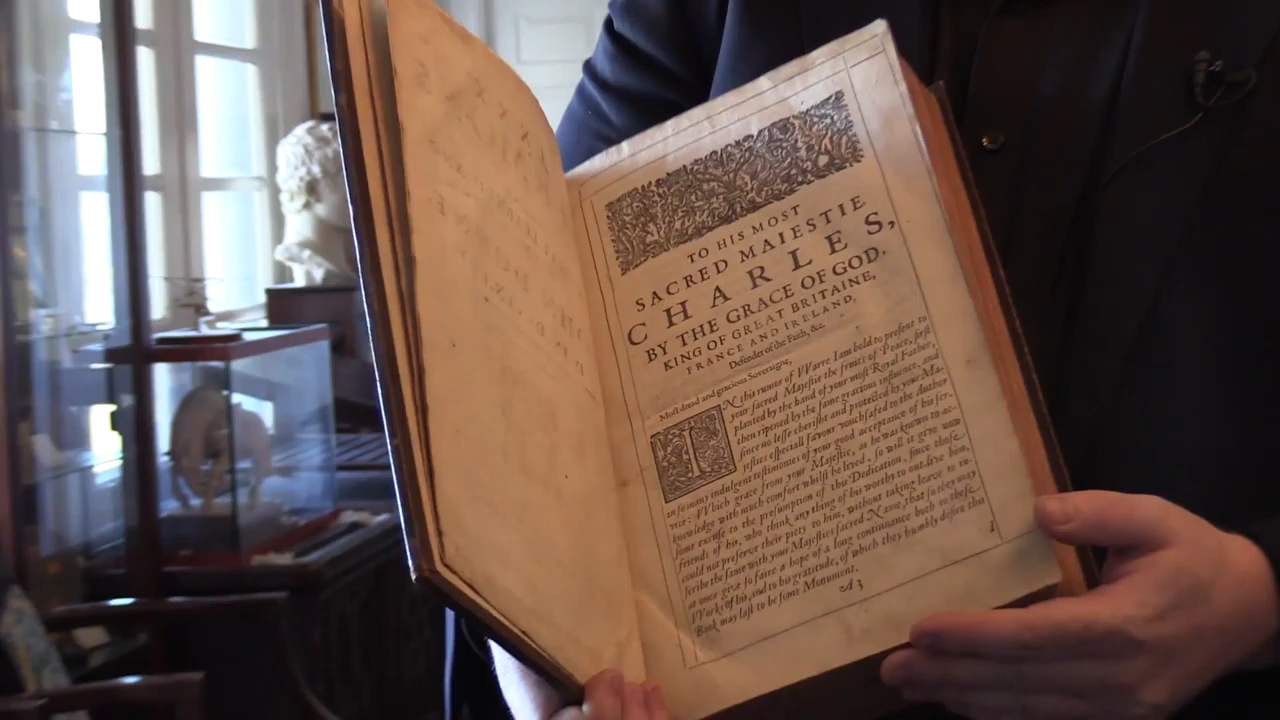 TO HIS MOST
SACRED MAIESTIE
CHARLES,
BY THE GRACE OF GOD,
KING OF GREAT BRITAINE,
FRANCE AND IRELAND,
Defender of the Faith, &c.
Most dread and gracious Soveraigne,
IN this rumor of VVarre I am bold to present to
your sacred Majestie the fruits of Peace, first
planted by the hand of your most Royal Father,
then ripened by the same gracious influence, and
since no lesse cherisht and protected by your Ma-
jesties especiall favour vouchsafed to the Author
in so many indulgent testimonies of your good acceptance of his ser-
vice: VVhich grace from your Majestie, as he was known to ac-
knowledge with much comfort whilst he lived, so will it give now
some excuse to the presumption of this Dedication, since those
friends of his, who think any thing of his worthy to out-live him,
could not preserve their piety to him, without taking leave to in-
scribe the same with your Majesties sacred Name, that so they may
at once give so faire a hope of a long continuance both to these
VVorks of his, and to his gratitude, of which they humbly desire this
Book may last to be some Monument.
A 3
I